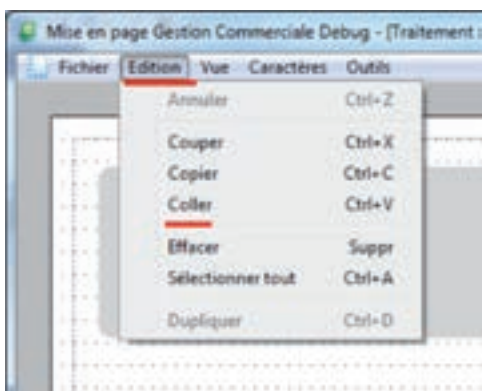 Mise en page Gestion Commerciale Debug - [Traitement
Fichier Edition Vue Caractères Outils
Annuler Ctrl+Z
Couper Ctrl+X
Copier Ctrl+C
Coller Ctrl+V
Effacer Suppr
Sélectionner tout Ctrl+A
Dupliquer Ctrl+D